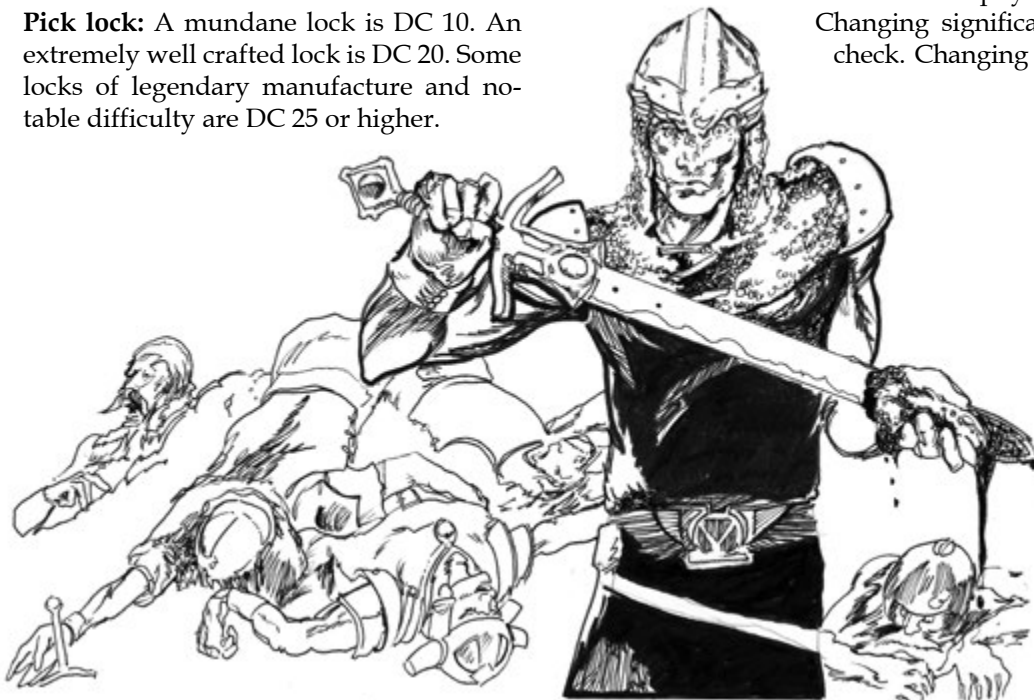 Pick lock: A mundane lock is DC 10. An
extremely well crafted lock is DC 20. Some
locks of legendary manufacture and no-
table difficulty are DC 25 or higher.
Changing
check. Changing